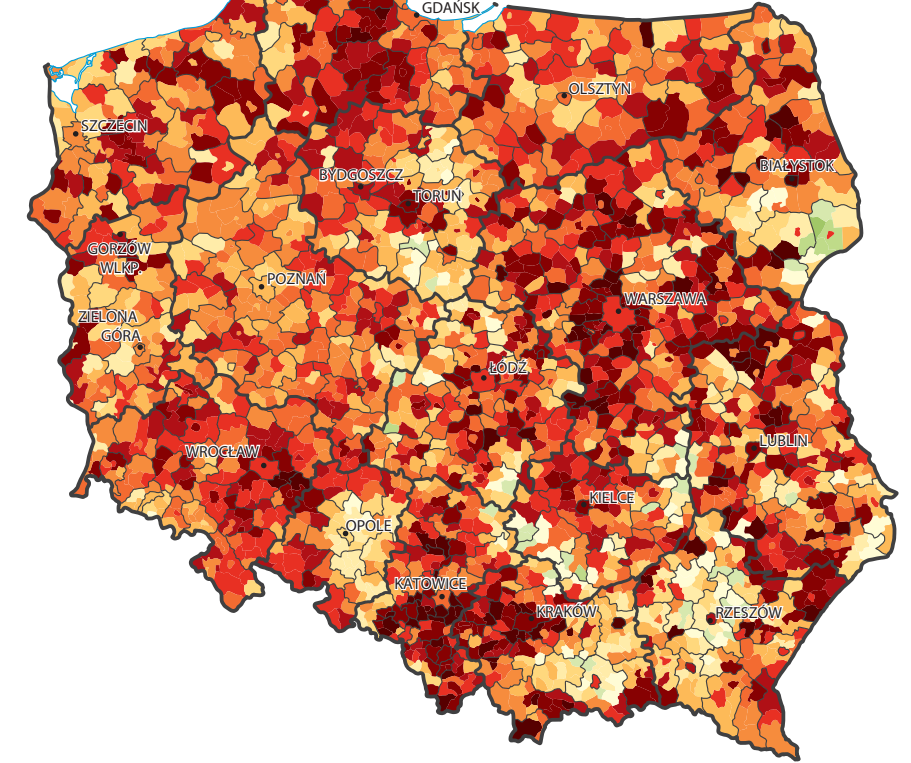 GDAŃSK
OLSZTYN
SZCZECIN
BIAŁYSTOK
BYDGOSZCZ
TORUŃ
GORZÓW
WLKP.
POZNAŃ
WARSZAWA
ZIELONA
GÓRA
ŁÓDŹ
LUBLIN
WROCŁAW
KIELCE
OPOLE
KATOWICE
KRAKÓW
RZESZÓW